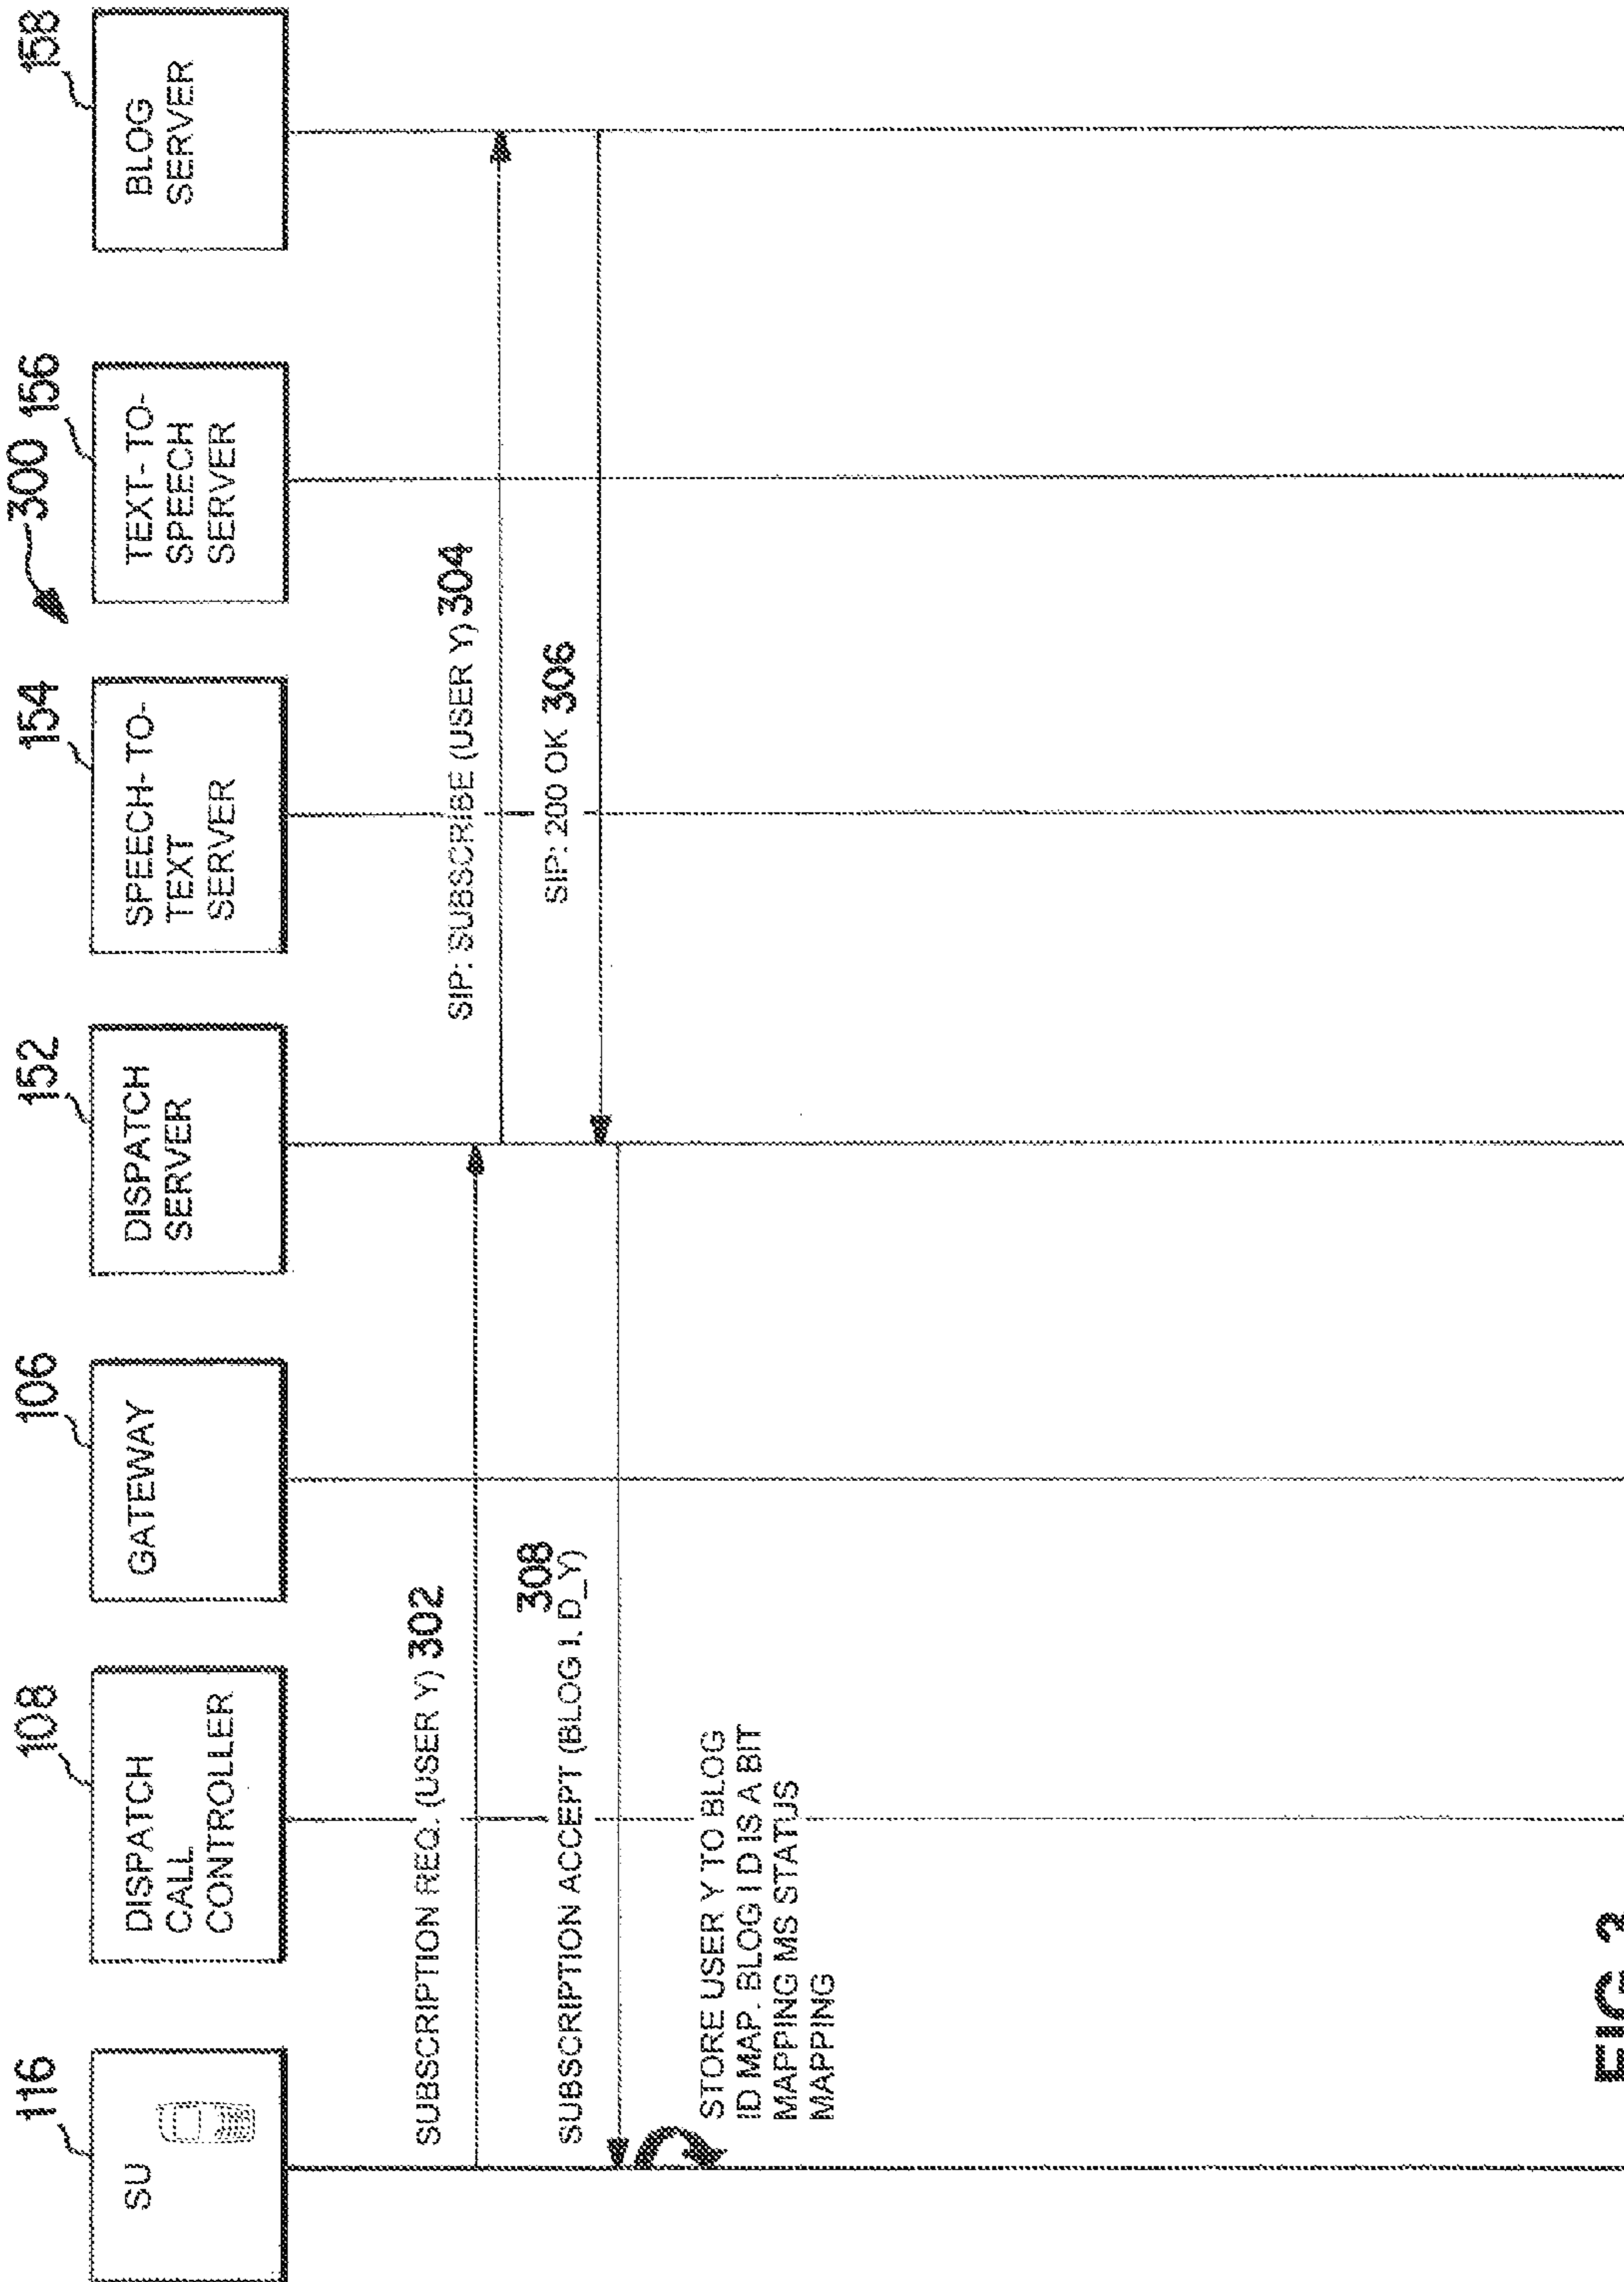 300
116
SU
108
DISPATCH
CALL
CONTROLLER
106
GATEWAY
152
DISPATCH
SERVER
154
SPEECH- TO-
TEXT
SERVER
156
TEXT- TO-
SPEECH
SERVER
158
BLOG
SERVER
SUBSCRIPTION REQ. (USER Y) 302
SIP: SUBSCRIBE (USER Y) 304
SIP: 200 OK 306
308
SUBSCRIPTION ACCEPT (BLOG I. D_Y)
STORE USER Y TO BLOG
ID MAP. BLOG I D IS A BIT
MAPPING MS STATUS
MAPPING
FIG. 3